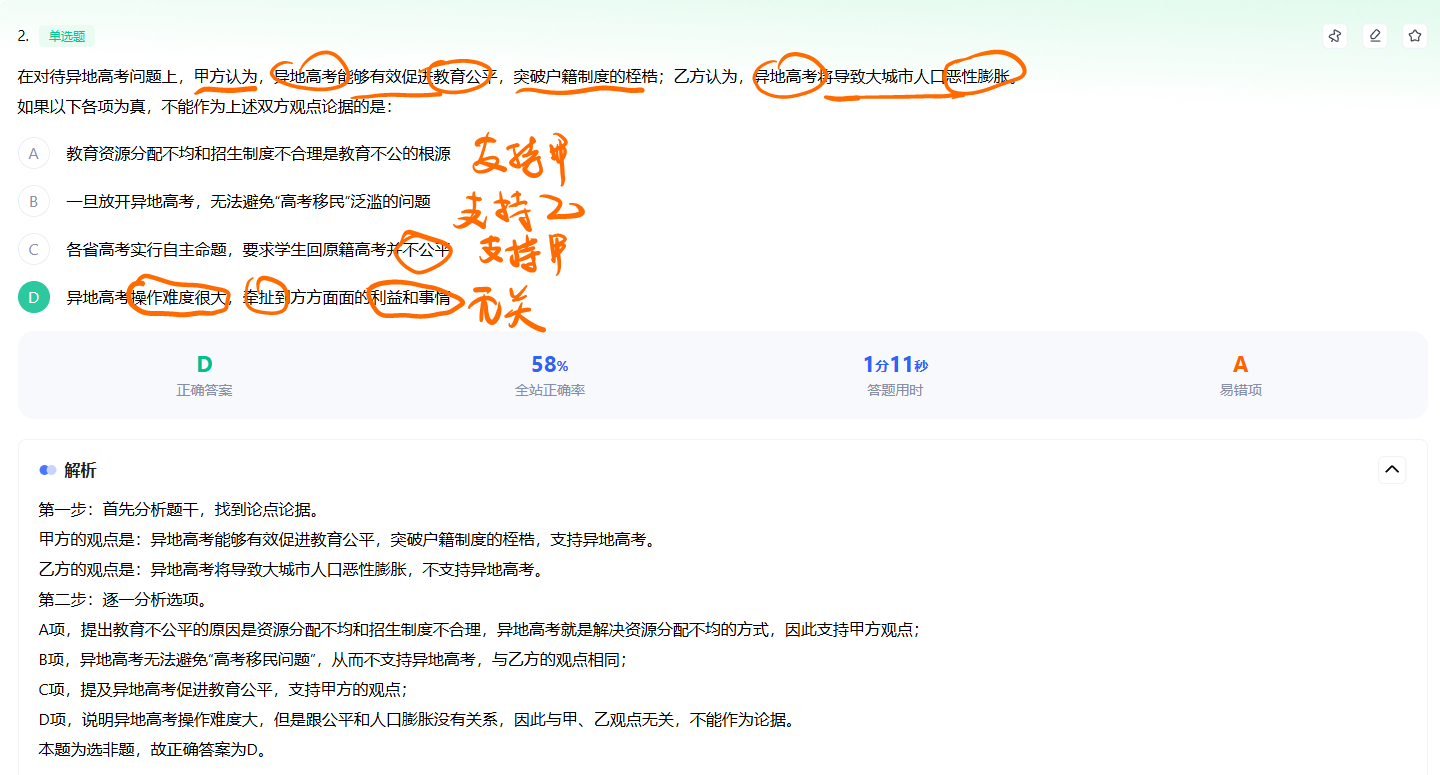 2. 单选题
在对待异地高考问题上，甲方认为，异地高考能够有效促进教育公平，突破户籍制度的桎梏；乙方认为，异地高考将导致大城市人口恶性膨胀。
如果以下各项为真，不能作为上述双方观点论据的是：
A 教育资源分配不均和招生制度不合理是教育不公的根源 支持甲
B 一旦放开异地高考，无法避免“高考移民”泛滥的问题 支持乙
C 各省高考实行自主命题，要求学生回原籍高考并不公平 支持甲
D 异地高考操作难度很大，牵扯到方方面面的利益和事情 无关
D 58% 1分11秒 A
正确答案 全站正确率 答题用时 易错项
解析
第一步：首先分析题干，找到论点论据。
甲方的观点是：异地高考能够有效促进教育公平，突破户籍制度的桎梏，支持异地高考。
乙方的观点是：异地高考将导致大城市人口恶性膨胀，不支持异地高考。
第二步：逐一分析选项。
A项，提出教育不公平的原因是资源分配不均和招生制度不合理，异地高考就是解决资源分配不均的方式，因此支持甲方观点；
B项，异地高考无法避免“高考移民问题”，从而不支持异地高考，与乙方的观点相同；
C项，提及异地高考促进教育公平，支持甲方的观点；
D项，说明异地高考操作难度大，但是跟公平和人口膨胀没有关系，因此与甲、乙观点无关，不能作为论据。
本题为选非题，故正确答案为D。